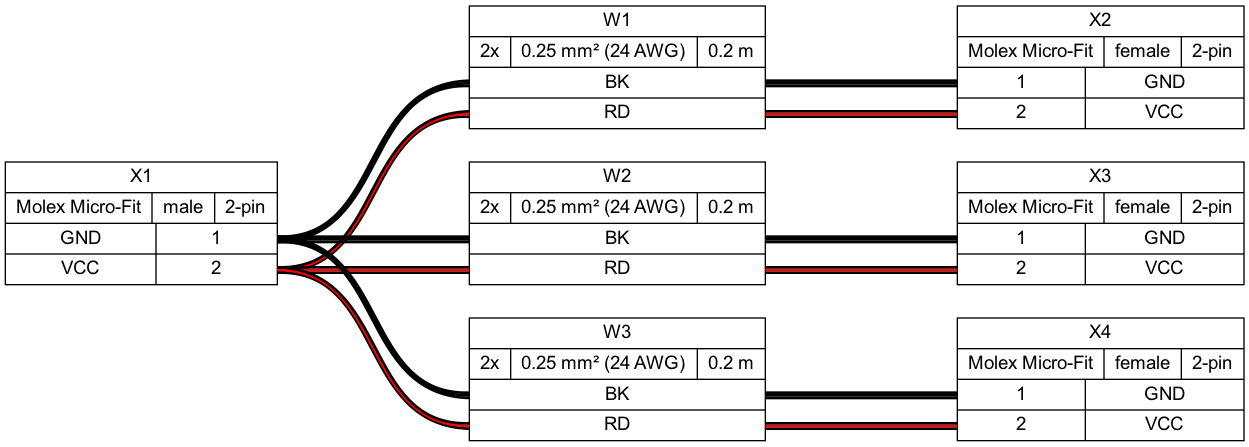 W1
2x 0.25 mm² (24 AWG) 0.2 m
BK
RD
X2
Molex Micro-Fit female 2-pin
1 GND
2 VCC
X1
Molex Micro-Fit male 2-pin
GND 1
VCC 2
W2
2x 0.25 mm² (24 AWG) 0.2 m
BK
RD
X3
Molex Micro-Fit female 2-pin
1 GND
2 VCC
W3
2x 0.25 mm² (24 AWG) 0.2 m
BK
RD
X4
Molex Micro-Fit female 2-pin
1 GND
2 VCC